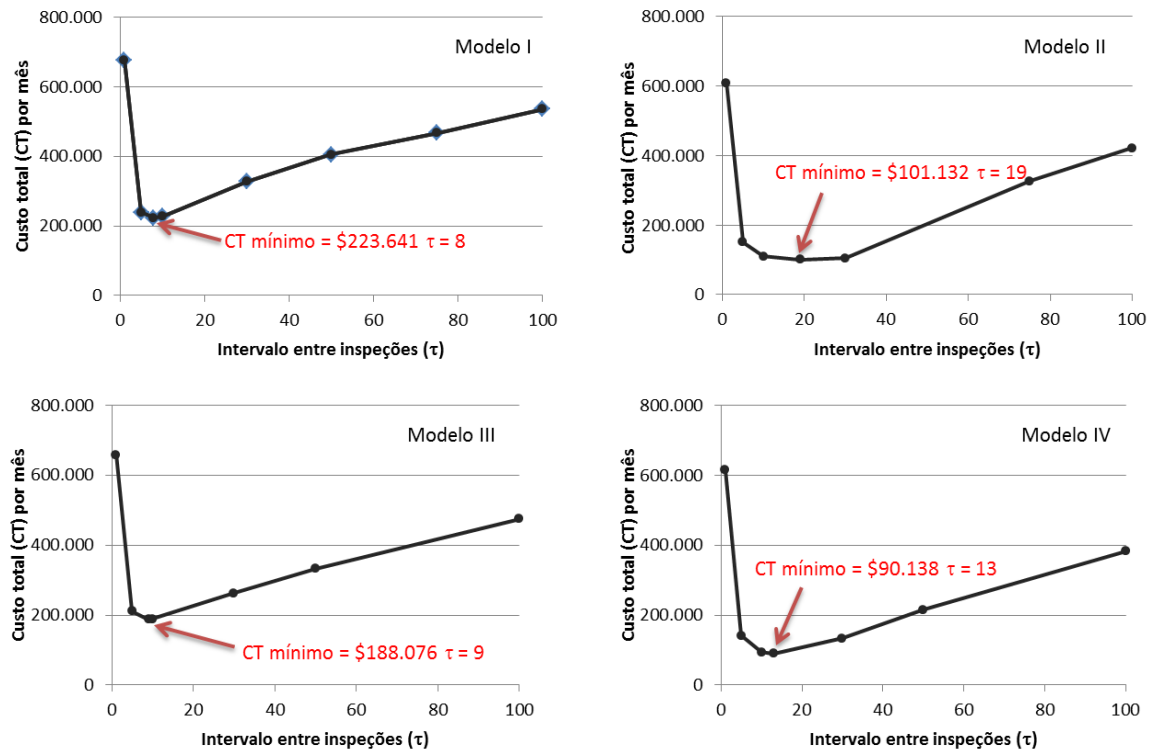 Modelo I
Custo total (CT) por mês
800.000
600.000
400.000
200.000
0
CT mínimo = $223.641 τ = 8
0 20 40 60 80 100
Intervalo entre inspeções (τ)
Modelo II
Custo total (CT) por mês
800.000
600.000
400.000
200.000
0
CT mínimo = $101.132 τ = 19
0 20 40 60 80 100
Intervalo entre inspeções (τ)
Modelo III
Custo total (CT) por mês
800.000
600.000
400.000
200.000
0
CT mínimo = $188.076 τ = 9
0 20 40 60 80 100
Intervalo entre inspeções (τ)
Modelo IV
Custo total (CT) por mês
800.000
600.000
400.000
200.000
0
CT mínimo = $90.138 τ = 13
0 20 40 60 80 100
Intervalo entre inspeções (τ)